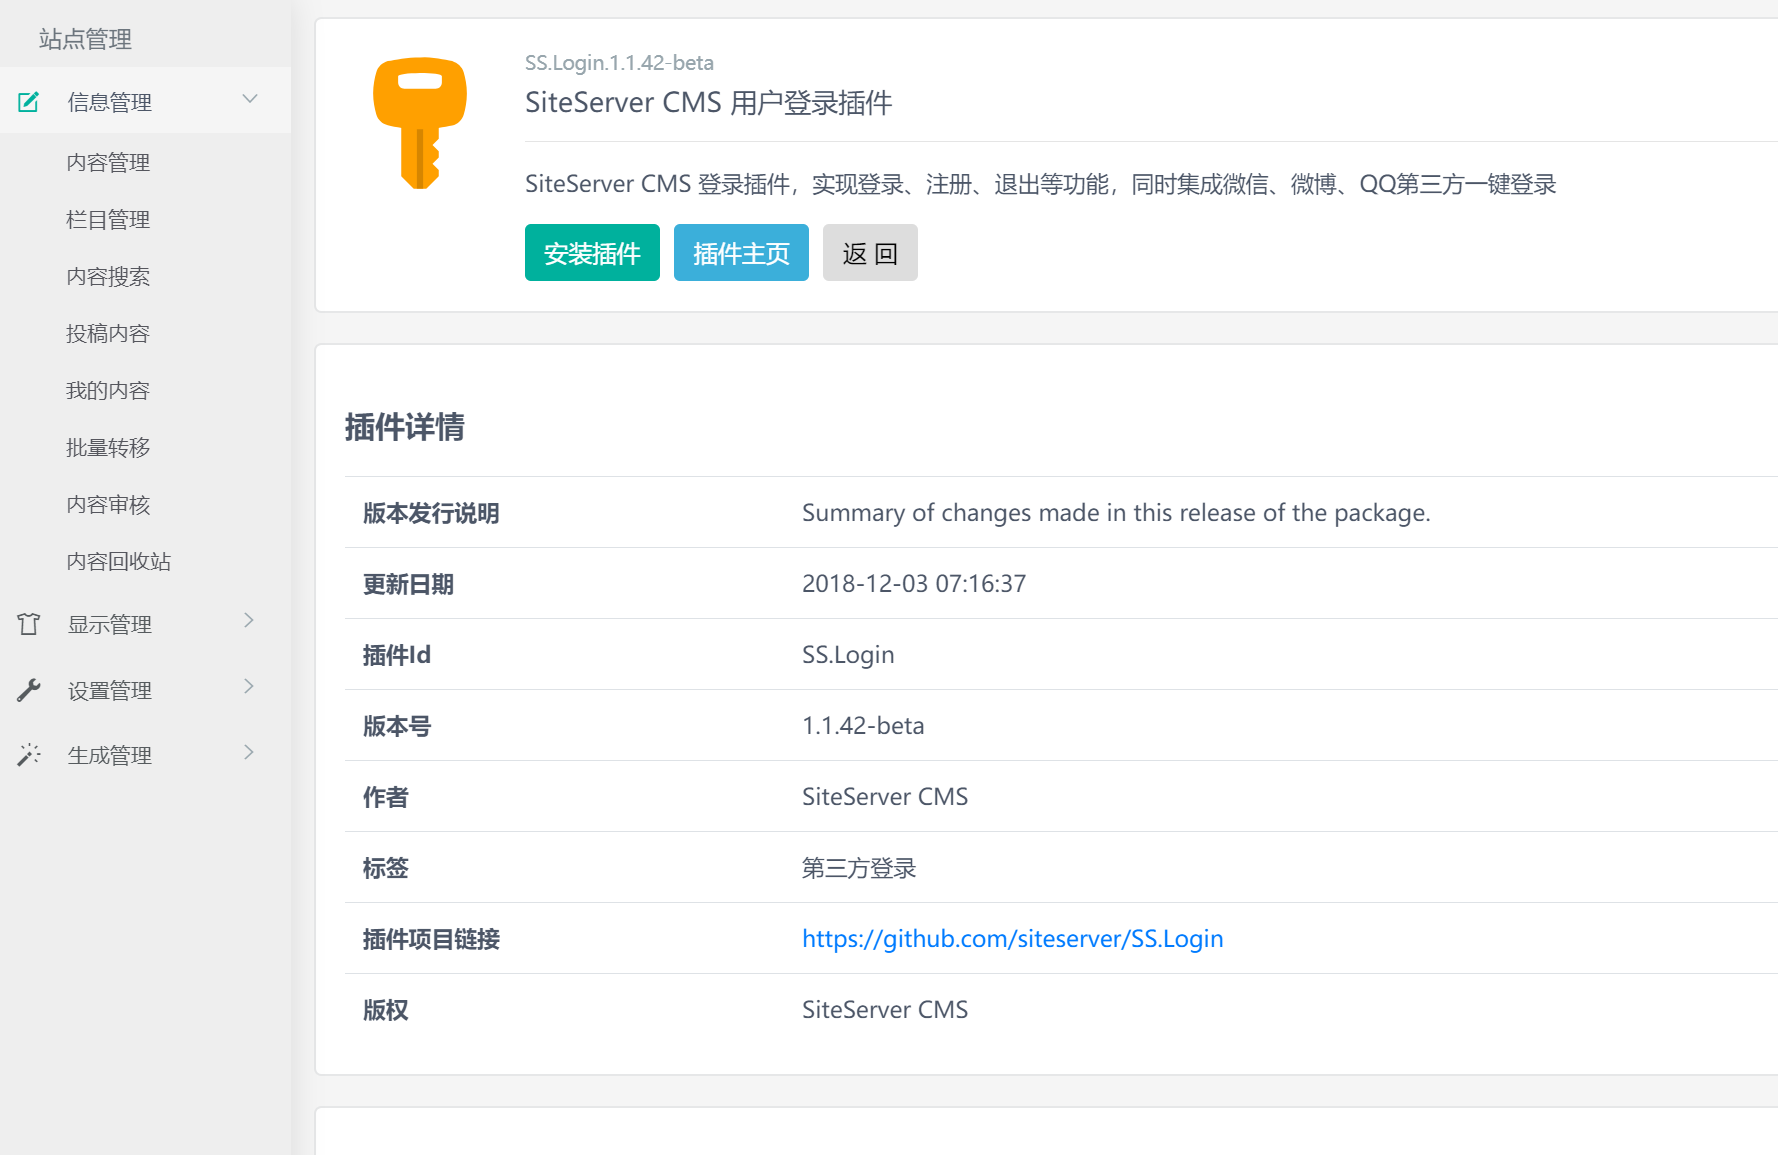 站点管理
信息管理
内容管理
栏目管理
内容搜索
投稿内容
我的内容
批量转移
内容审核
内容回收站
显示管理
设置管理
生成管理
SS.Login.1.1.42-beta
SiteServer CMS 用户登录插件
SiteServer CMS 登录插件，实现登录、注册、退出等功能，同时集成微信、微博、QQ第三方一键登录
安装插件 插件主页 返 回
插件详情
版本发行说明 Summary of changes made in this release of the package.
更新日期 2018-12-03 07:16:37
插件Id SS.Login
版本号 1.1.42-beta
作者 SiteServer CMS
标签 第三方登录
插件项目链接 https://github.com/siteserver/SS.Login
版权 SiteServer CMS